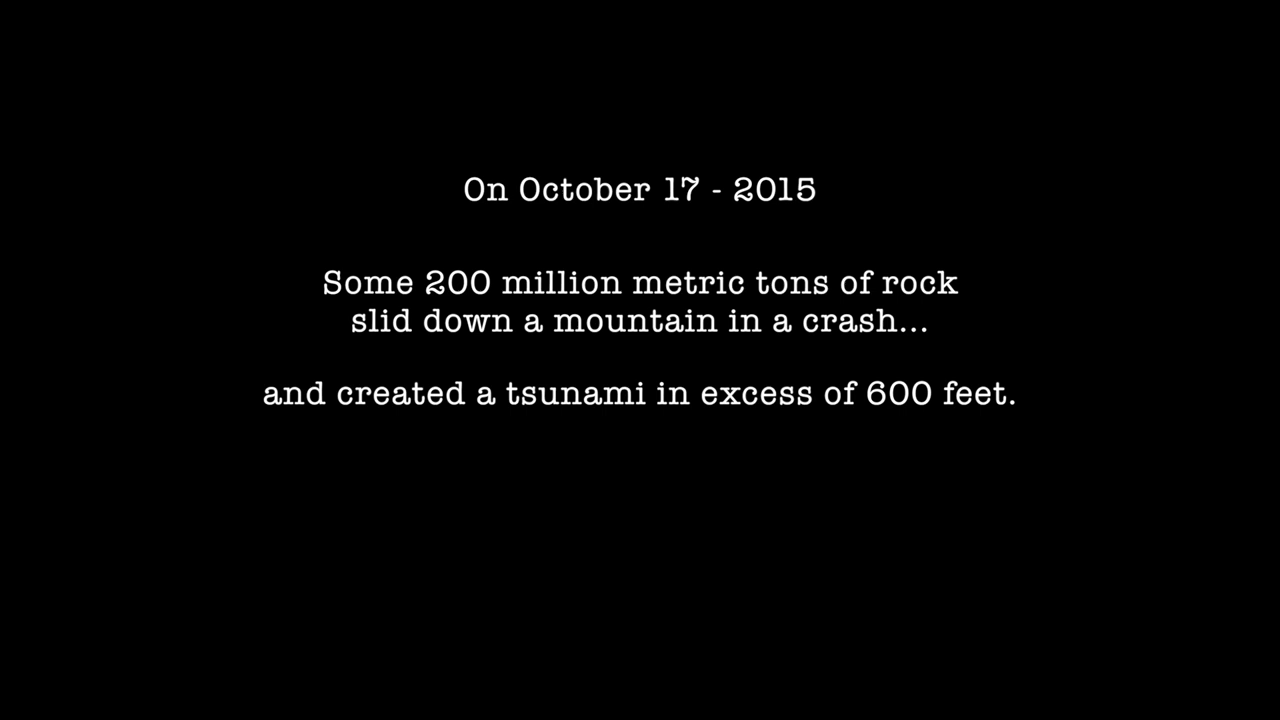 On October 17 - 2015
Some 200 million metric tons of rock
slid down a mountain in a crash...
and created a tsunami in excess of 600 feet.